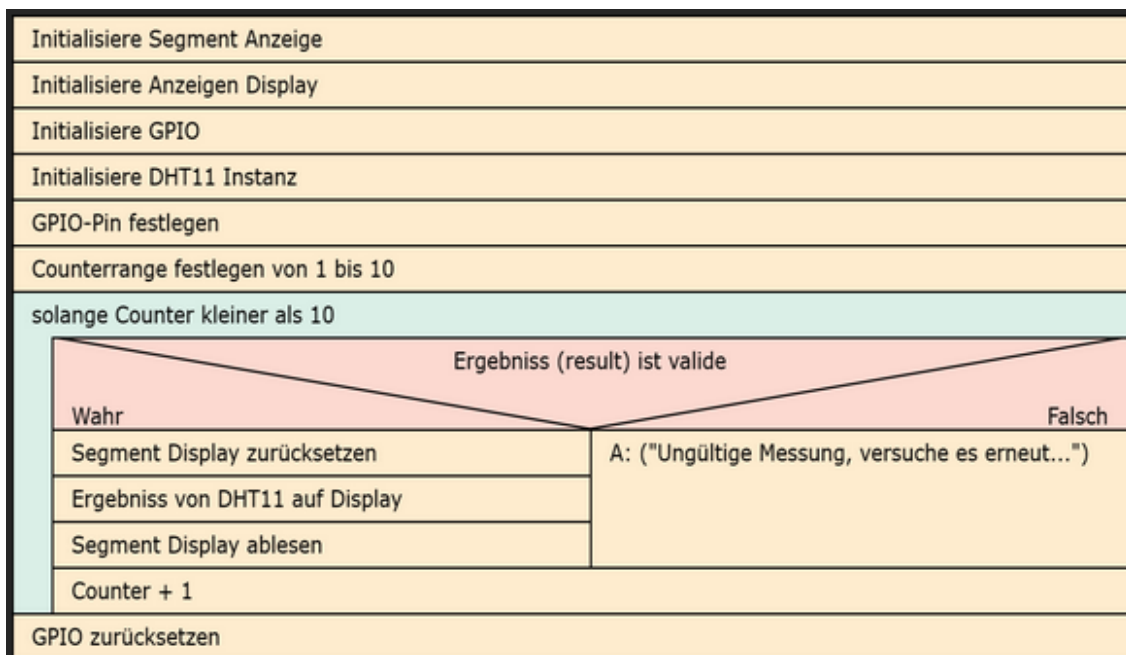 Initialisiere Segment Anzeige
Initialisiere Anzeigen Display
Initialisiere GPIO
Initialisiere DHT11 Instanz
GPIO-Pin festlegen
Counterrange festlegen von 1 bis 10
solange Counter kleiner als 10
Ergebniss (result) ist valide
Wahr
Falsch
Segment Display zurücksetzen
Ergebniss von DHT11 auf Display
Segment Display ablesen
A: ("Ungültige Messung, versuche es erneut...")
Counter + 1
GPIO zurücksetzen